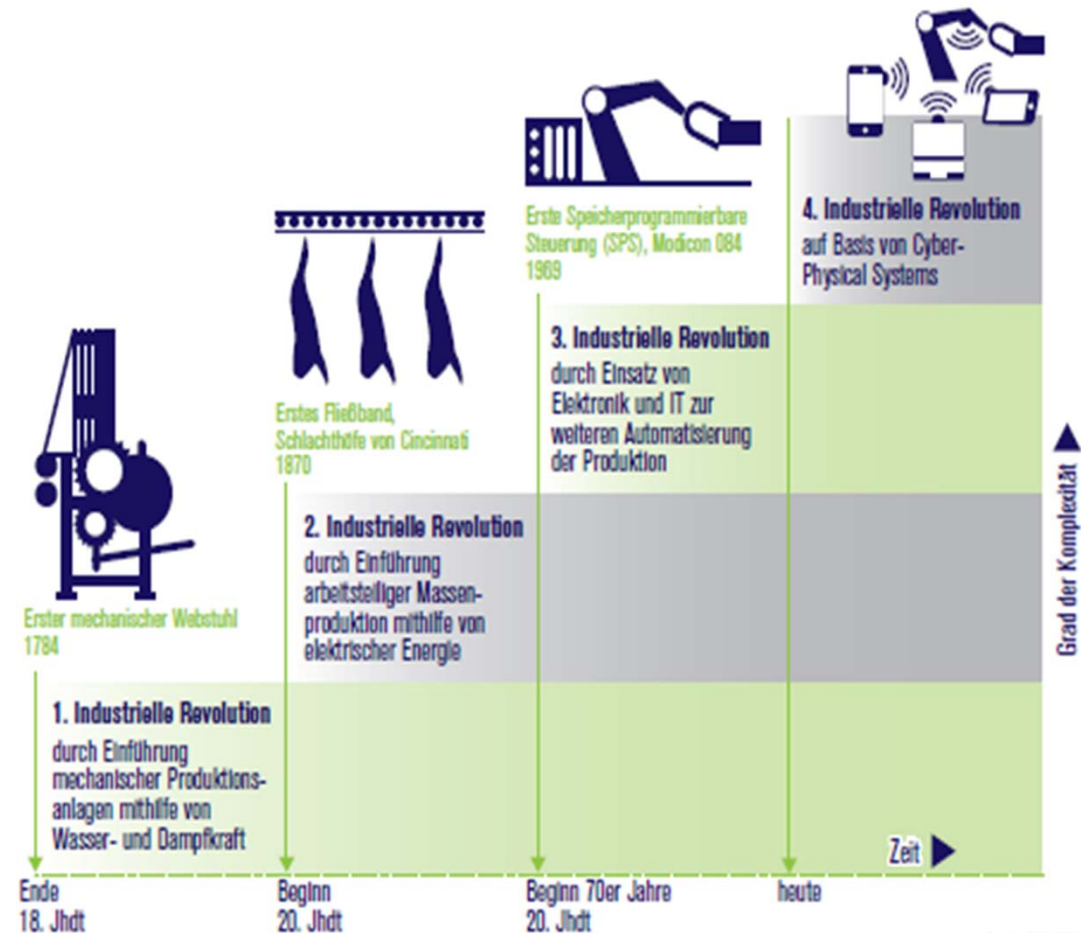 4. Industrielle Revolution
auf Basis von Cyber-
Physical Systems
Erste Speicherprogrammierbare
Steuerung (SPS), Modicon 084
1969
3. Industrielle Revolution
durch Einsatz von
Elektronik und IT zur
weiteren Automatisierung
der Produktion
Erstes Fließband,
Schlachthöfe von Cincinnati
1870
2. Industrielle Revolution
durch Einführung
arbeitsteiliger Massen-
produktion mithilfe von
elektrischer Energie
Erster mechanischer Webstuhl
1784
1. Industrielle Revolution
durch Einführung
mechanischer Produktions-
anlagen mithilfe von
Wasser- und Dampfkraft
Grad der Komplexität
Zeit
Ende
18. Jhdt
Beginn
20. Jhdt
Beginn 70er Jahre
20. Jhdt
heute